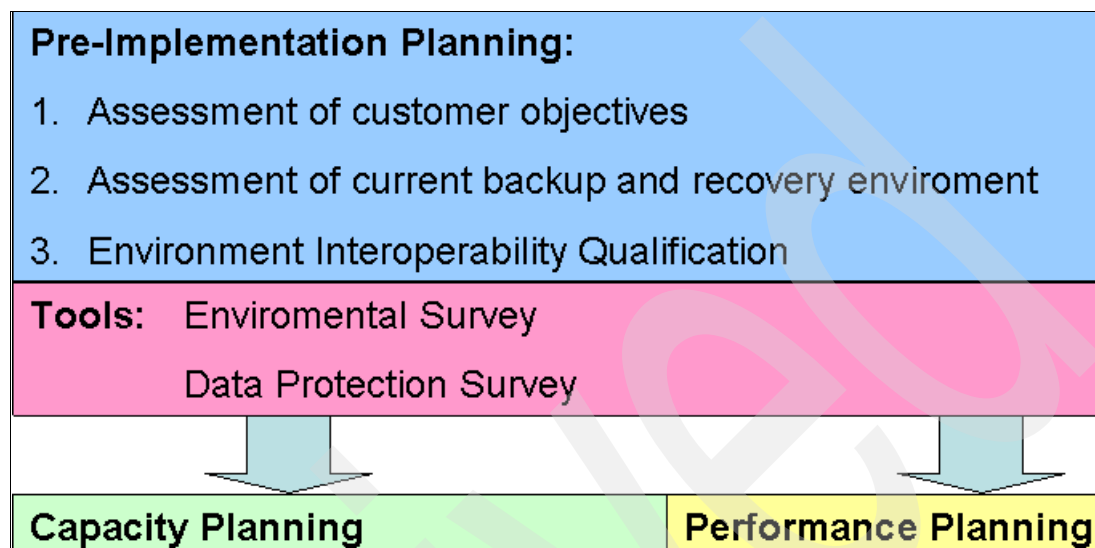 Pre-Implementation Planning:
1. Assessment of customer objectives
2. Assessment of current backup and recovery enviroment
3. Environment Interoperability Qualification
Tools: Enviromental Survey
Data Protection Survey
Capacity Planning
Performance Planning